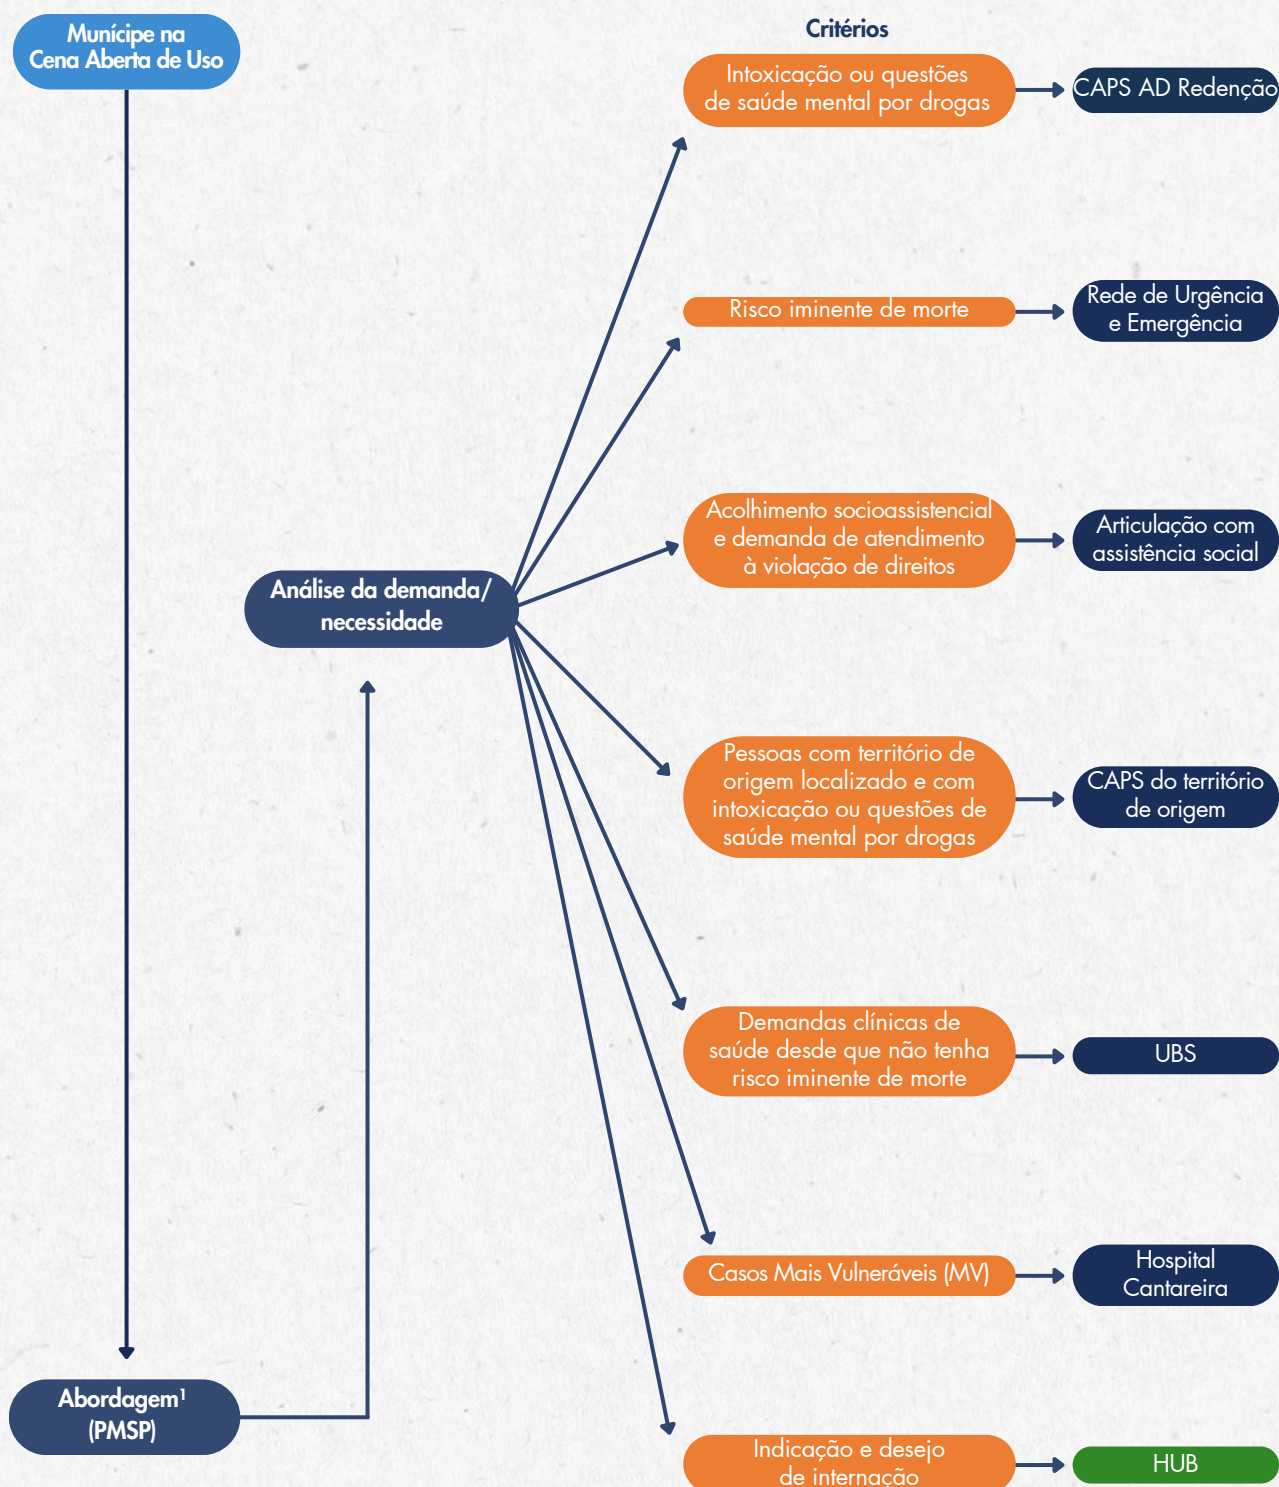 Munícipe na
Cena Aberta de Uso
Critérios
Intoxicação ou questões
de saúde mental por drogas
CAPS AD Redenção
Risco iminente de morte
Rede de Urgência
e Emergência
Acolhimento socioassistencial
e demanda de atendimento
à violação de direitos
Articulação com
assistência social
Análise da demanda/
necessidade
Pessoas com território de
origem localizado e com
intoxicação ou questões de
saúde mental por drogas
CAPS do território
de origem
Demandas clínicas de
saúde desde que não tenha
risco iminente de morte
UBS
Casos Mais Vulneráveis (MV)
Hospital
Cantareira
Abordagem¹
(PMSP)
Indicação e desejo
de internação
HUB